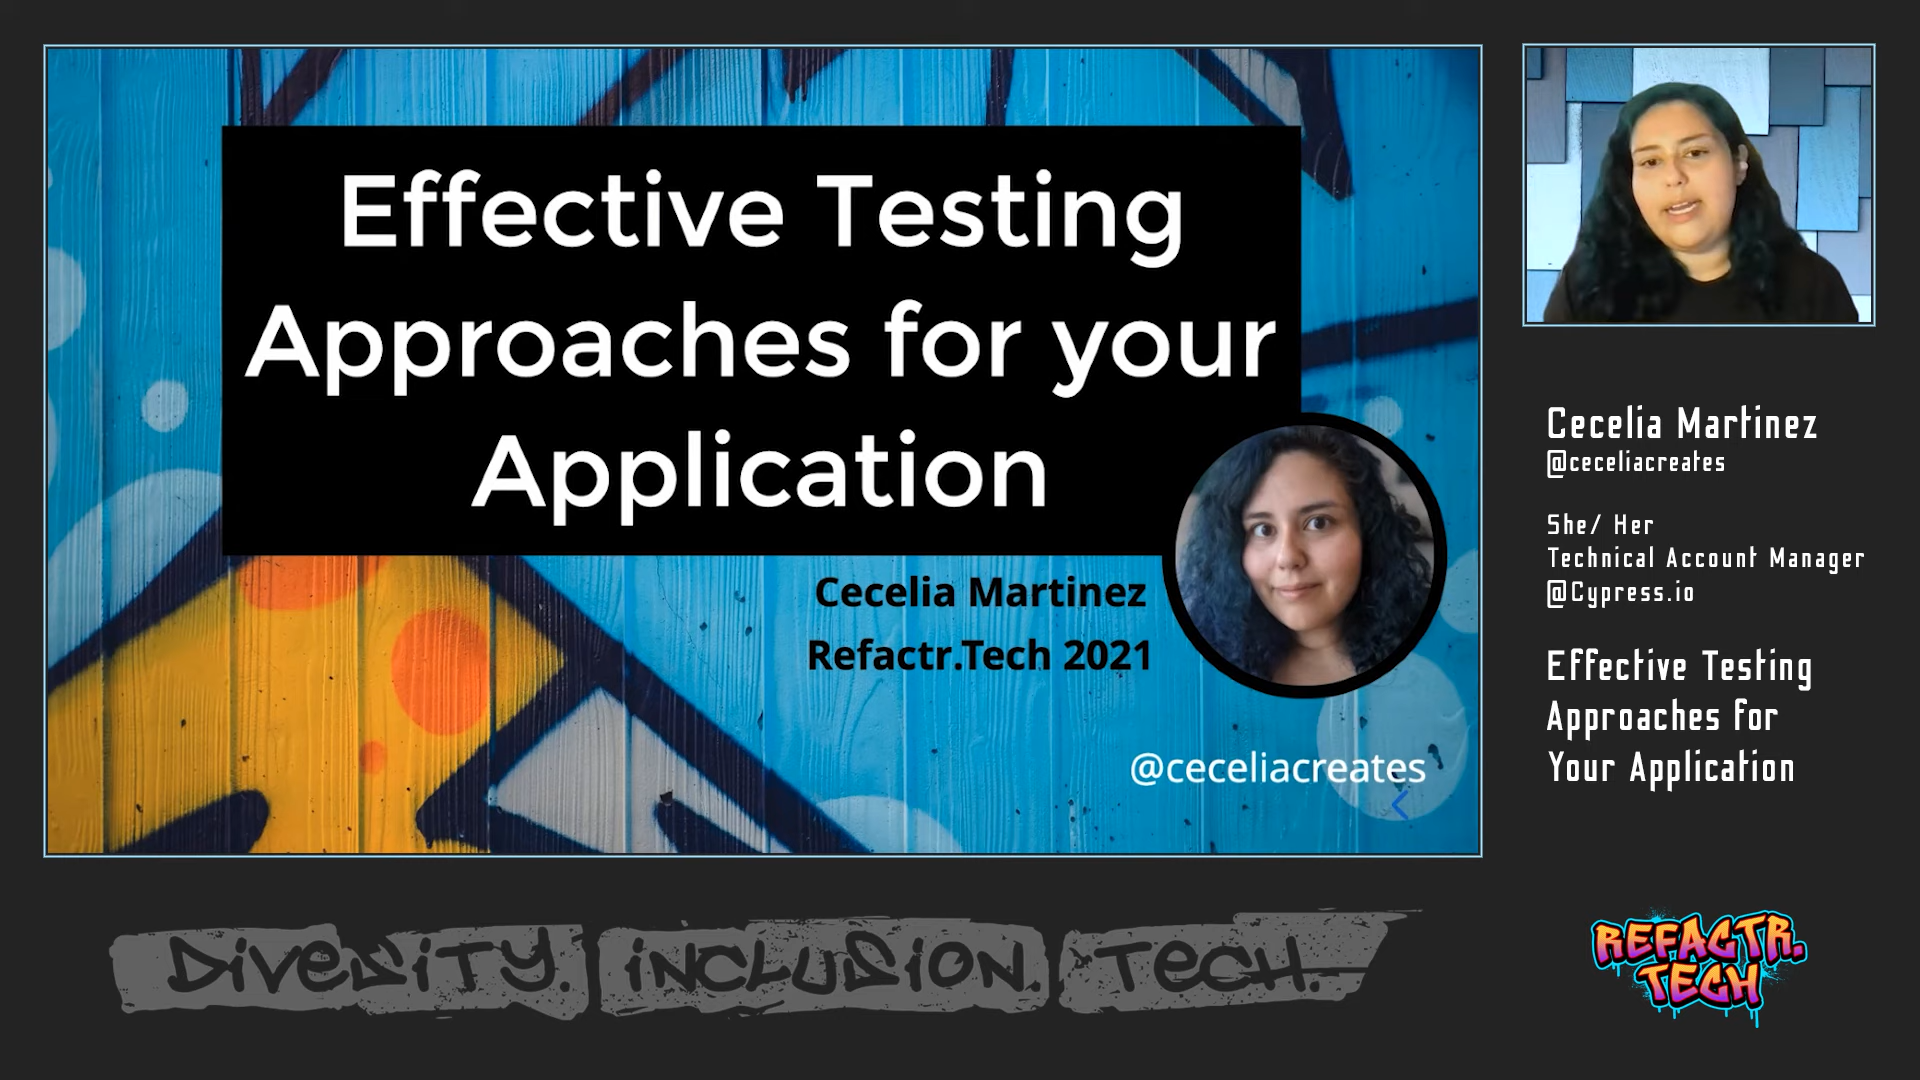 Effective Testing
Approaches for your
Application
Cecelia Martinez
Refactr.Tech 2021
@ceceliacreates
Cecelia Martinez
@ceceliacreates
She/ Her
Technical Account Manager
@Cypress.io
Effective Testing
Approaches for
Your Application
DiVeRSiTY. iNCLUSiON. TeCH.
REFACTR.
TECH